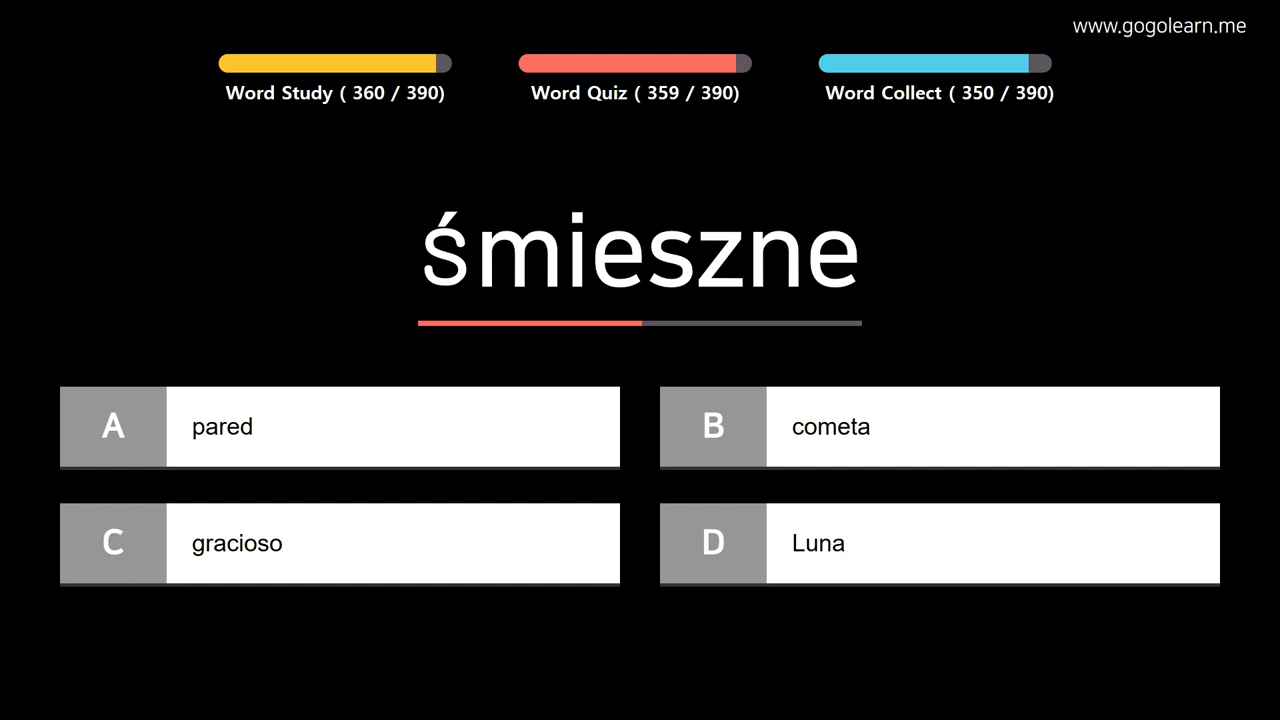 www.gogolearn.me
Word Study ( 360 / 390)
Word Quiz ( 359 / 390)
Word Collect ( 350 / 390)
śmieszne
A pared
B cometa
C gracioso
D Luna